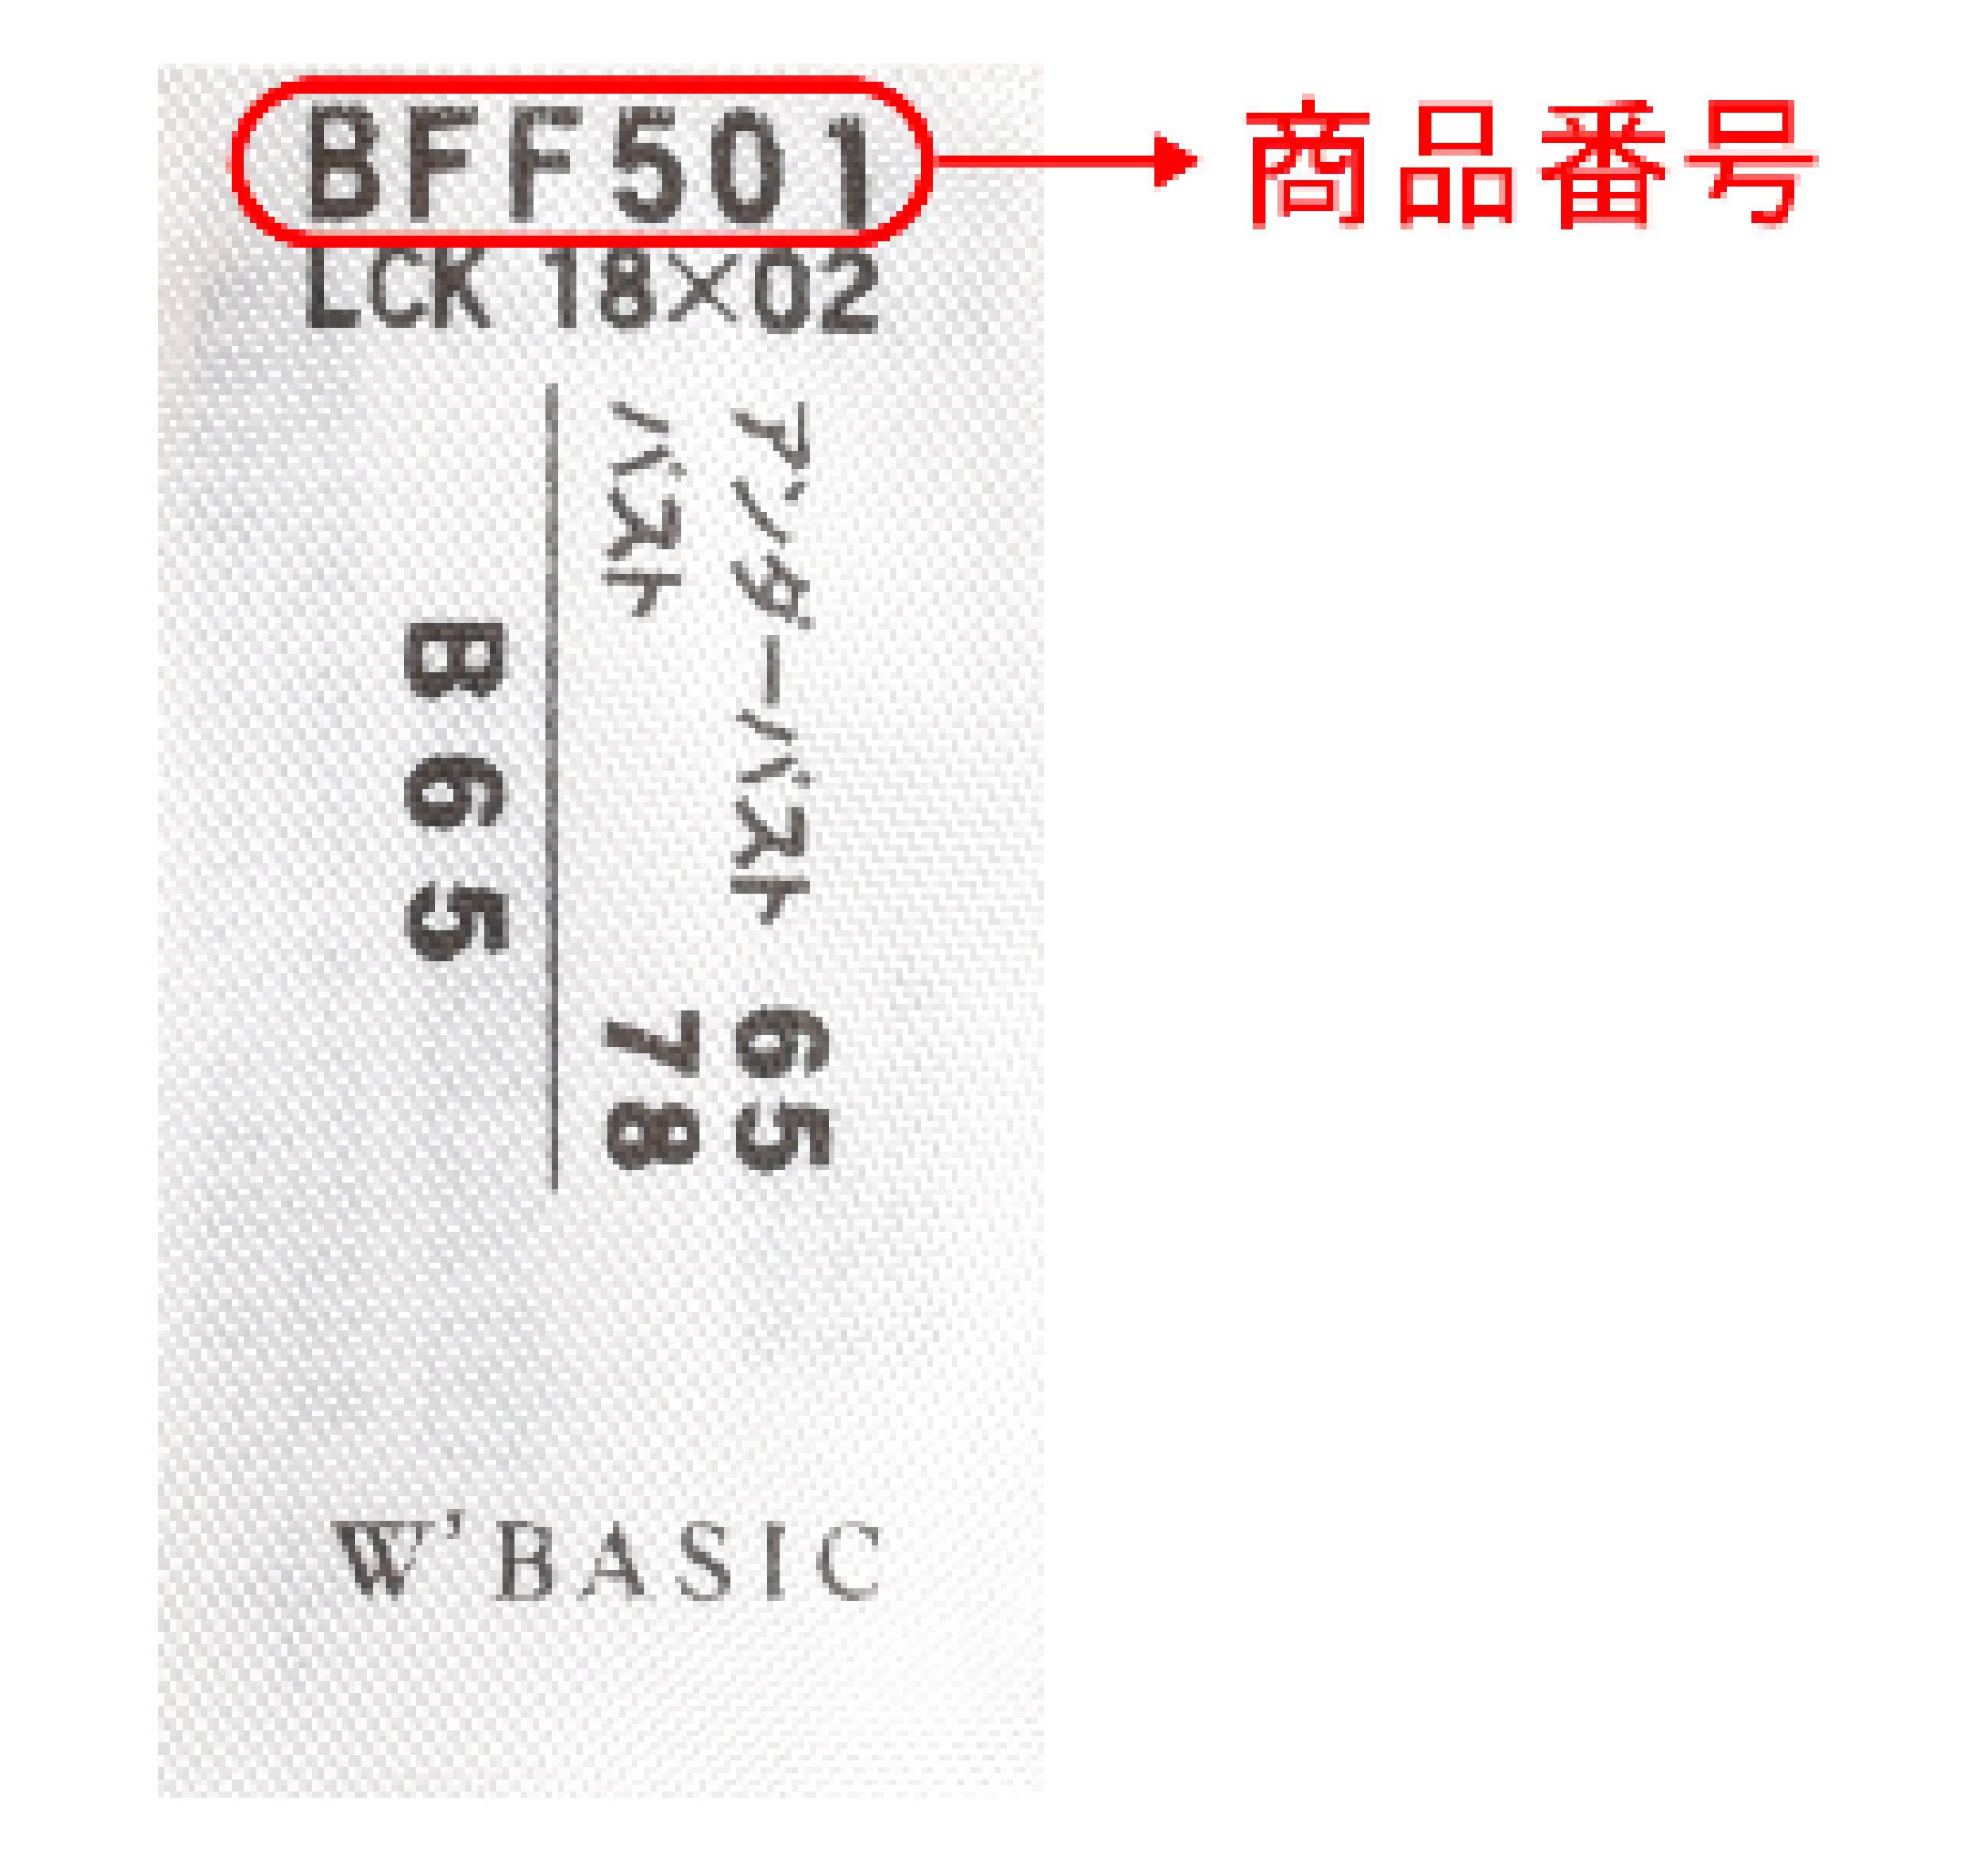 BFF501
商品番号
LCK 18×02
アンダーバスト 65
バスト 78
B65
W'BASIC